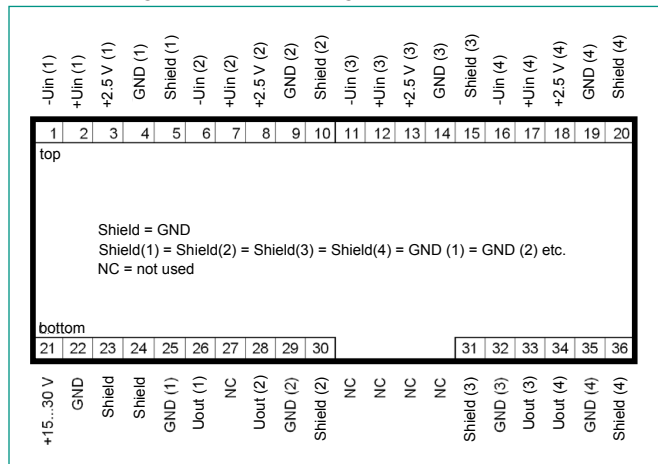 -Uin (1) +Uin (1) +2.5 V (1) GND (1) Shield (1) -Uin (2) +Uin (2) +2.5 V (2) GND (2) Shield (2) -Uin (3) +Uin (3) +2.5 V (3) GND (3) Shield (3) -Uin (4) +Uin (4) +2.5 V (4) GND (4) Shield (4)
1 2 3 4 5 6 7 8 9 10 11 12 13 14 15 16 17 18 19 20
top
Shield = GND
Shield(1) = Shield(2) = Shield(3) = Shield(4) = GND (1) = GND (2) etc.
NC = not used
bottom
21 22 23 24 25 26 27 28 29 30 31 32 33 34 35 36
+15...30 V GND Shield Shield GND (1) Uout (1) NC Uout (2) GND (2) Shield (2) NC NC NC NC Shield (3) GND (3) Uout (3) Uout (4) GND (4) Shield (4)